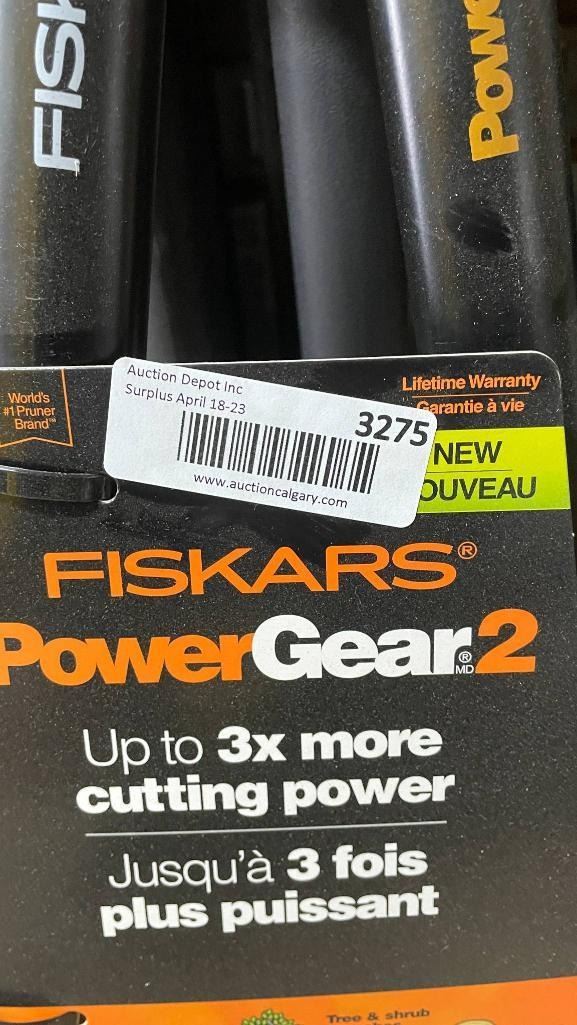 FISK
POWE
World's
#1 Pruner
Brand™
Auction Depot Inc
Surplus April 18-23
3275
www.auctioncalgary.com
Lifetime Warranty
Garantie à vie
NEW
OUVEAU
FISKARS®
PowerGear®2
MD
Up to 3x more
cutting power
Jusqu'à 3 fois
plus puissant
Tree & shrub